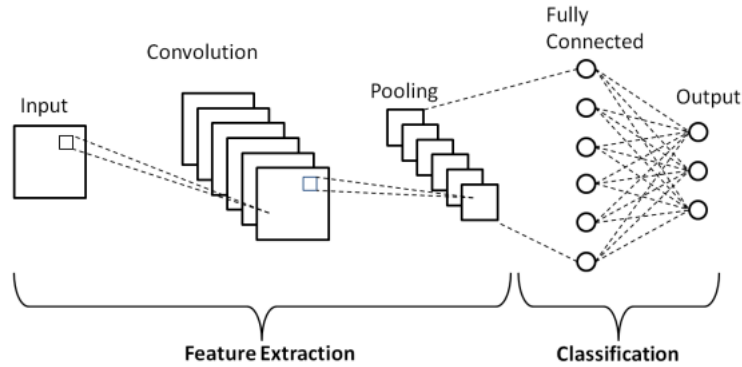 Input
Convolution
Pooling
Fully
Connected
Output
Feature Extraction
Classification